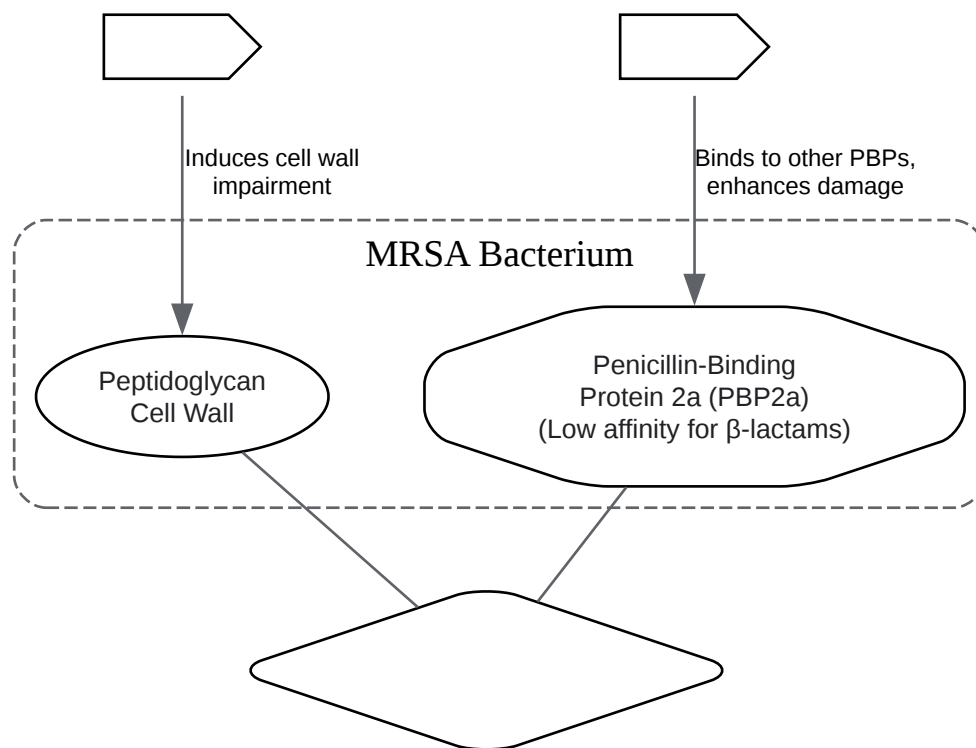 Induces cell wall
impairment
Binds to other PBPs,
enhances damage
MRSA Bacterium
Peptidoglycan
Cell Wall
Penicillin-Binding
Protein 2a (PBP2a)
(Low affinity for β-lactams)